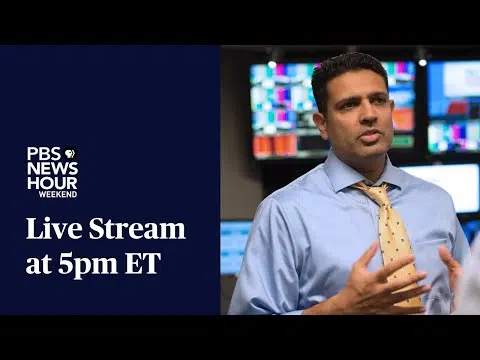 PBS
NEWS
HOUR
WEEKEND
Live Stream
at 5pm ET